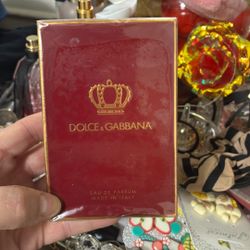 DOLCE & GABBANA
EAU DE PARFUM
MADE IN ITALY